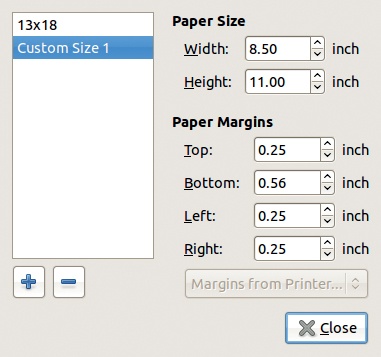 13x18
Custom Size 1
Paper Size
Width: 8.50 inch
Height: 11.00 inch
Paper Margins
Top: 0.25 inch
Bottom: 0.56 inch
Left: 0.25 inch
Right: 0.25 inch
Margins from Printer...
Close